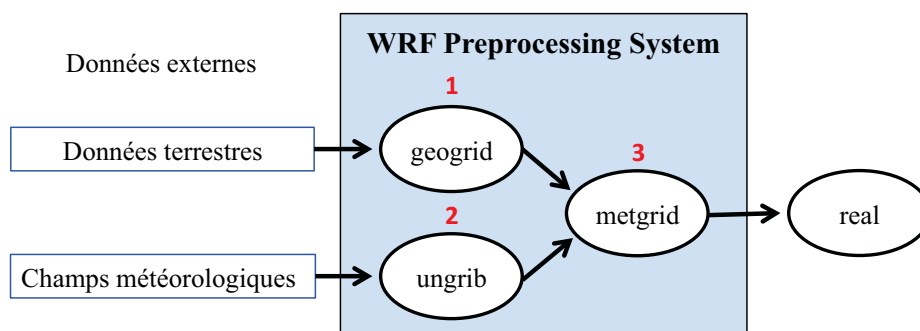 WRF Preprocessing System
Données externes
1
Données terrestres
geogrid
3
metgrid
real
2
Champs météorologiques
ungrib